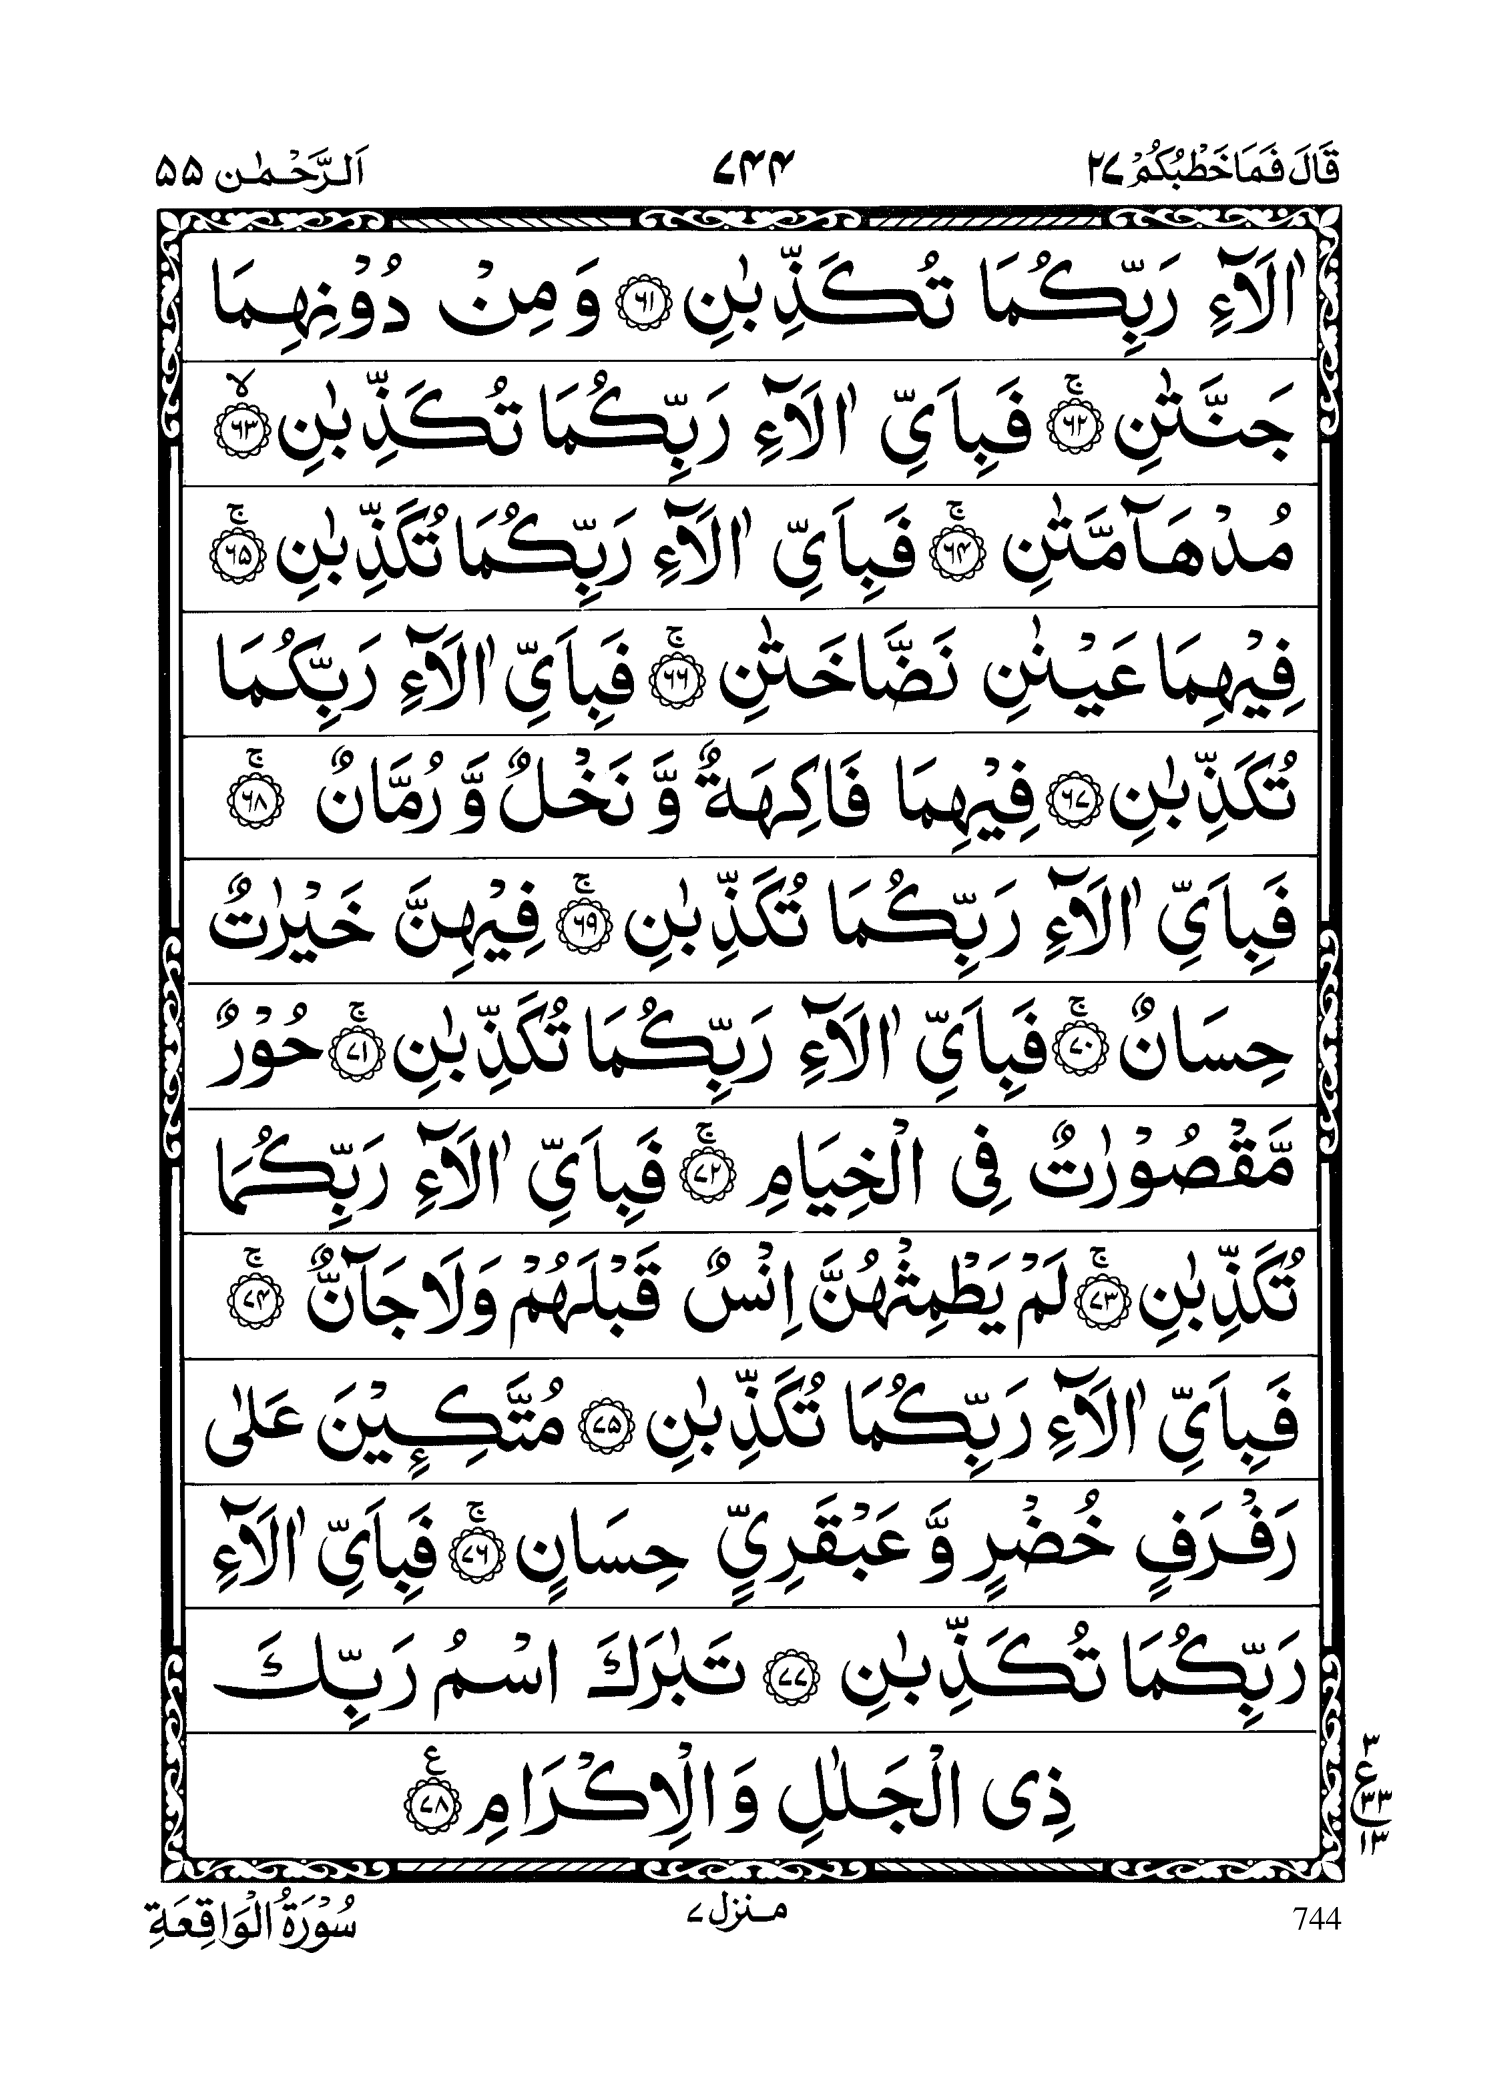 قَالَ فَمَا خَطْبُكُمْ ٢٧ ٧٤٤ اَلرَّحْمٰن ٥٥
اٰلَآءِ رَبِّكُمَا تُكَذِّبٰنِ ﴿٦١﴾ وَ مِنْ دُوْنِهِمَا
جَنَّتٰنِ ۚ﴿٦٢﴾ فَبِاَيِّ اٰلَآءِ رَبِّكُمَا تُكَذِّبٰنِ ۙ﴿٦٣﴾
مُدْهَآمَّتٰنِ ۚ﴿٦٤﴾ فَبِاَيِّ اٰلَآءِ رَبِّكُمَا تُكَذِّبٰنِ ۚ﴿٦٥﴾
فِيْهِمَا عَيْنٰنِ نَضَّاخَتٰنِ ۚ﴿٦٦﴾ فَبِاَيِّ اٰلَآءِ رَبِّكُمَا
تُكَذِّبٰنِ ﴿٦٧﴾ فِيْهِمَا فَاكِهَةٌ وَّ نَخْلٌ وَّ رُمَّانٌ ۚ﴿٦٨﴾
فَبِاَيِّ اٰلَآءِ رَبِّكُمَا تُكَذِّبٰنِ ۚ﴿٦٩﴾ فِيْهِنَّ خَيْرٰتٌ
حِسَانٌ ۚ﴿٧٠﴾ فَبِاَيِّ اٰلَآءِ رَبِّكُمَا تُكَذِّبٰنِ ۚ﴿٧١﴾ حُوْرٌ
مَّقْصُوْرٰتٌ فِی الْخِيَامِ ۚ﴿٧٢﴾ فَبِاَيِّ اٰلَآءِ رَبِّكُمَا
تُكَذِّبٰنِ ۚ﴿٧٣﴾ لَمْ يَطْمِثْهُنَّ اِنْسٌ قَبْلَهُمْ وَلَا جَآنٌّ ۚ﴿٧٤﴾
فَبِاَيِّ اٰلَآءِ رَبِّكُمَا تُكَذِّبٰنِ ﴿٧٥﴾ مُتَّكِـِٕيْنَ عَلٰی
رَفْرَفٍ خُضْرٍ وَّ عَبْقَرِيٍّ حِسَانٍ ۚ﴿٧٦﴾ فَبِاَيِّ اٰلَآءِ
رَبِّكُمَا تُكَذِّبٰنِ ﴿٧٧﴾ تَبٰرَكَ اسْمُ رَبِّكَ
ذِی الْجَلٰلِ وَ الْاِكْرَامِ ﴿٧٨﴾ ع
٣
ع ٣٣
١٣
744 منزل ٧ سُوْرَةُ الْوَاقِعَةِ